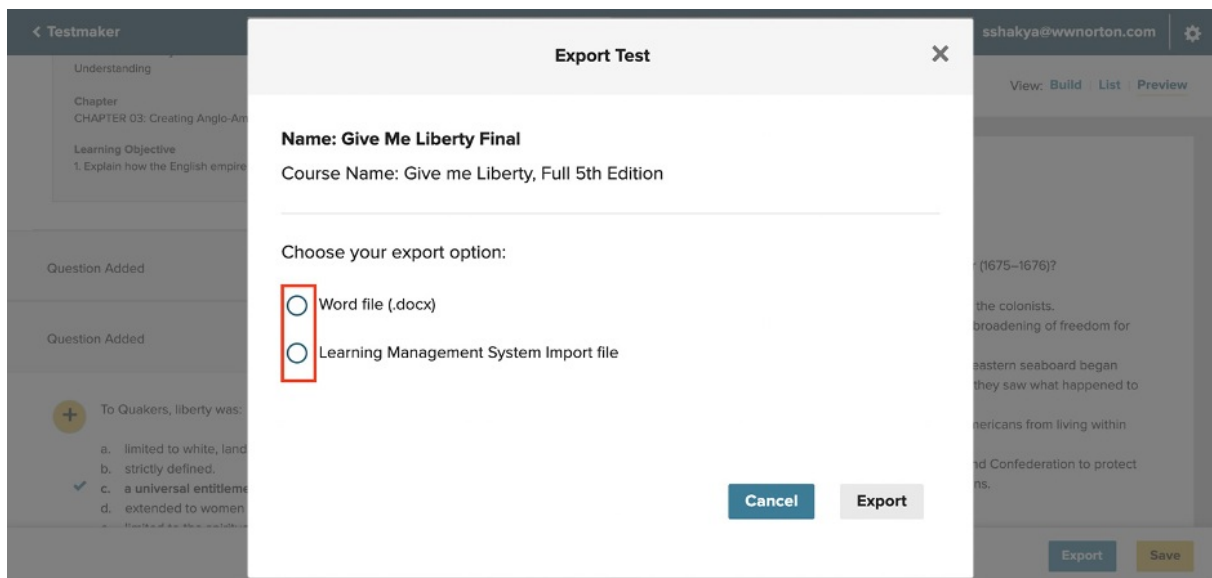 Testmaker
sshakya@wwnorton.com
Understanding
Chapter
CHAPTER 03: Creating Anglo-Am
Learning Objective
1. Explain how the English empire
Question Added
Question Added
To Quakers, liberty was:
a. limited to white, land
b. strictly defined.
c. a universal entitleme
d. extended to women
Export Test
Name: Give Me Liberty Final
Course Name: Give me Liberty, Full 5th Edition
Choose your export option:
Word file (.docx)
Learning Management System Import file
Cancel
Export
View: Build List Preview
(1675–1676)?
the colonists.
broadening of freedom for
eastern seaboard began
they saw what happened to
mericans from living within
nd Confederation to protect
ns.
Export
Save